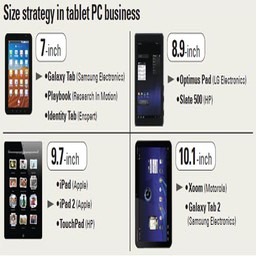 Size strategy in tablet PC business
7-inch
•Galaxy Tab (Samsung Electronics)
•Playbook (Research In Motion)
•Identity Tab (Enspert)
8.9-inch
•Optimus Pad (LG Electronics)
•Slate 500 (HP)
9.7-inch
•iPad (Apple)
•iPad 2 (Apple)
•TouchPad (HP)
10.1-inch
•Xoom (Motorole)
•Galaxy Tab 2
(Samsung Electronics)